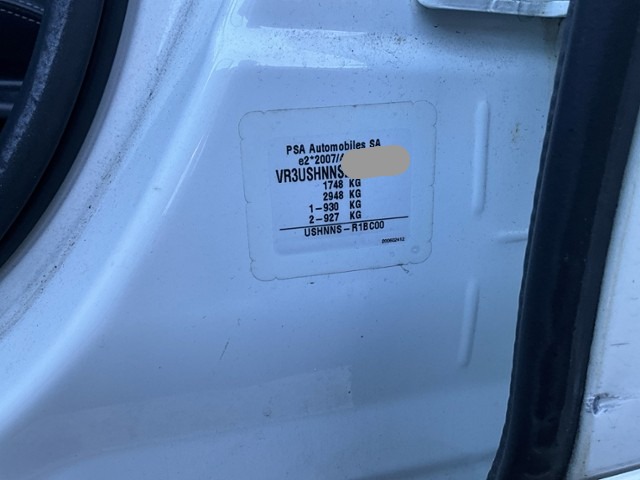 PSA Automobiles SA
e2*2007/
VR3USHNNS
1748 KG
2948 KG
1-930 KG
2-927 KG
USHNNS-R1BC00